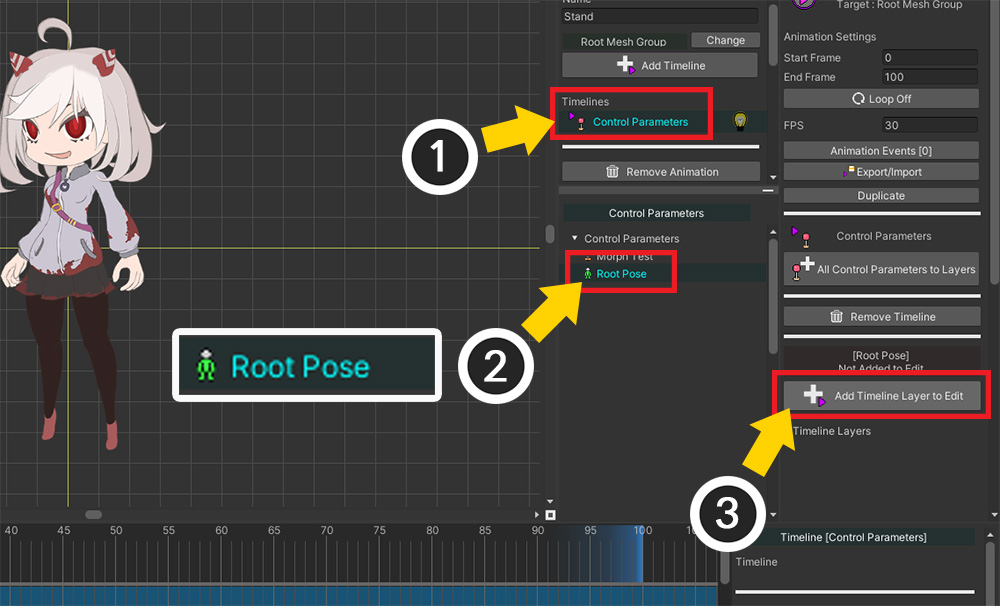 Name
Stand
Root Mesh Group
Change
Add Timeline
Timelines
Control Parameters
Remove Animation
Control Parameters
Control Parameters
Morph Test
Root Pose
Target : Root Mesh Group
Animation Settings
Start Frame 0
End Frame 100
Loop Off
FPS 30
Animation Events [0]
Export/Import
Duplicate
Control Parameters
All Control Parameters to Layers
Remove Timeline
[Root Pose]
Not Added to Edit
Add Timeline Layer to Edit
Timeline Layers
1
2
3
Root Pose
40 45 50 55 60 65 70 75 80 85 90 95 100
Timeline [Control Parameters]
Timeline